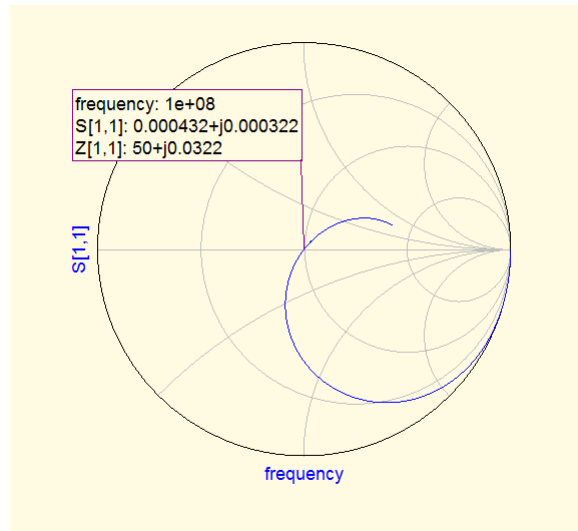 frequency: 1e+08
S[1,1]: 0.000432+j0.000322
Z[1,1]: 50+j0.0322
S[1,1]
frequency